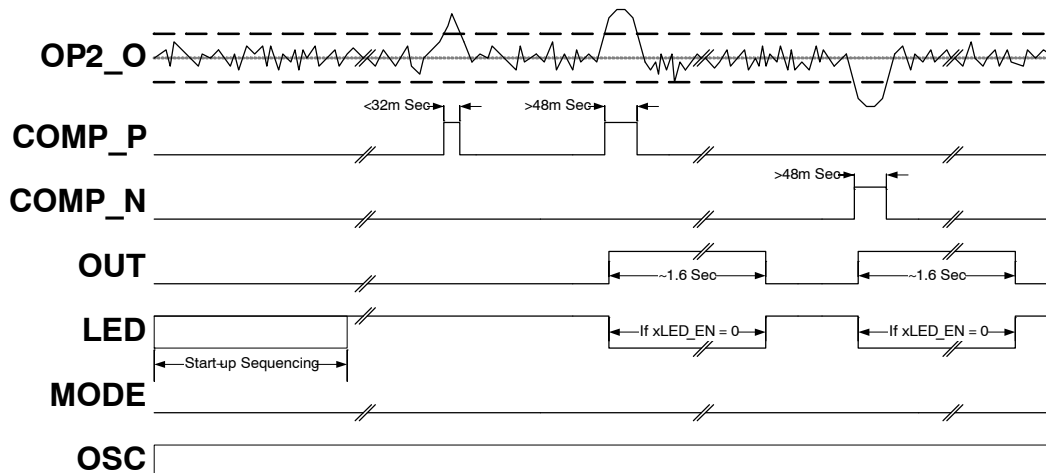 OP2_O
<32m Sec
>48m Sec
COMP_P
>48m Sec
COMP_N
OUT
~1.6 Sec
~1.6 Sec
LED
If xLED_EN = 0
If xLED_EN = 0
Start-up Sequencing
MODE
OSC